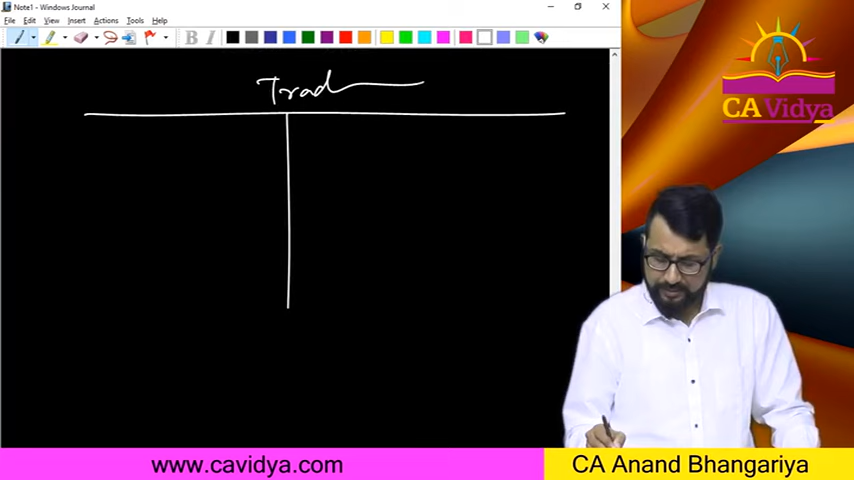 Note1 - Windows Journal
File Edit View Insert Actions Tools Help
B I
Trad
CA Vidya
www.cavidya.com
CA Anand Bhangariya